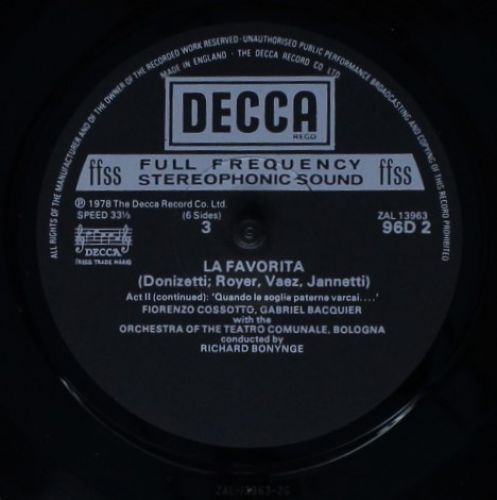 ALL RIGHTS OF THE MANUFACTURER AND OF THE OWNER OF THE RECORDED WORK RESERVED · UNAUTHORISED PUBLIC PERFORMANCE BROADCASTING AND COPYING OF THIS RECORD PROHIBITED
MADE IN ENGLAND · THE DECCA RECORD CO LTD
DECCA
REGD
ffss FULL FREQUENCY STEREOPHONIC SOUND ffss
Ⓟ 1978 The Decca Record Co. Ltd. ZAL 13963
SPEED 33⅓ (6 Sides) 96D 2
3
DECCA
TRADE MARK
LA FAVORITA
(Donizetti; Royer, Vaez, Jannetti)
Act II (continued): 'Quando le soglie paterne varcai....'
FIORENZO COSSOTTO, GABRIEL BACQUIER
with the
ORCHESTRA OF THE TEATRO COMUNALE, BOLOGNA
conducted by
RICHARD BONYNGE